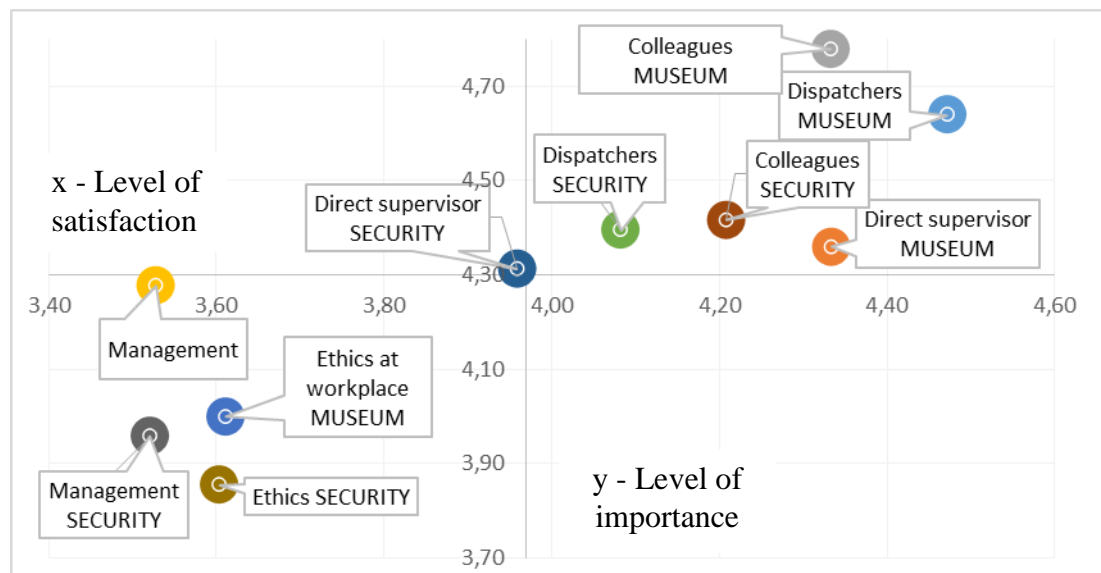 Colleagues
MUSEUM
4,70
Dispatchers
MUSEUM
Dispatchers
SECURITY
Colleagues
SECURITY
4,50
x - Level of
satisfaction
Direct supervisor
SECURITY
Direct supervisor
MUSEUM
4,30
3,40
3,60
3,80
4,00
4,20
4,40
4,60
Management
Ethics at
workplace
MUSEUM
4,10
3,90
Management
SECURITY
Ethics SECURITY
y - Level of
importance
3,70